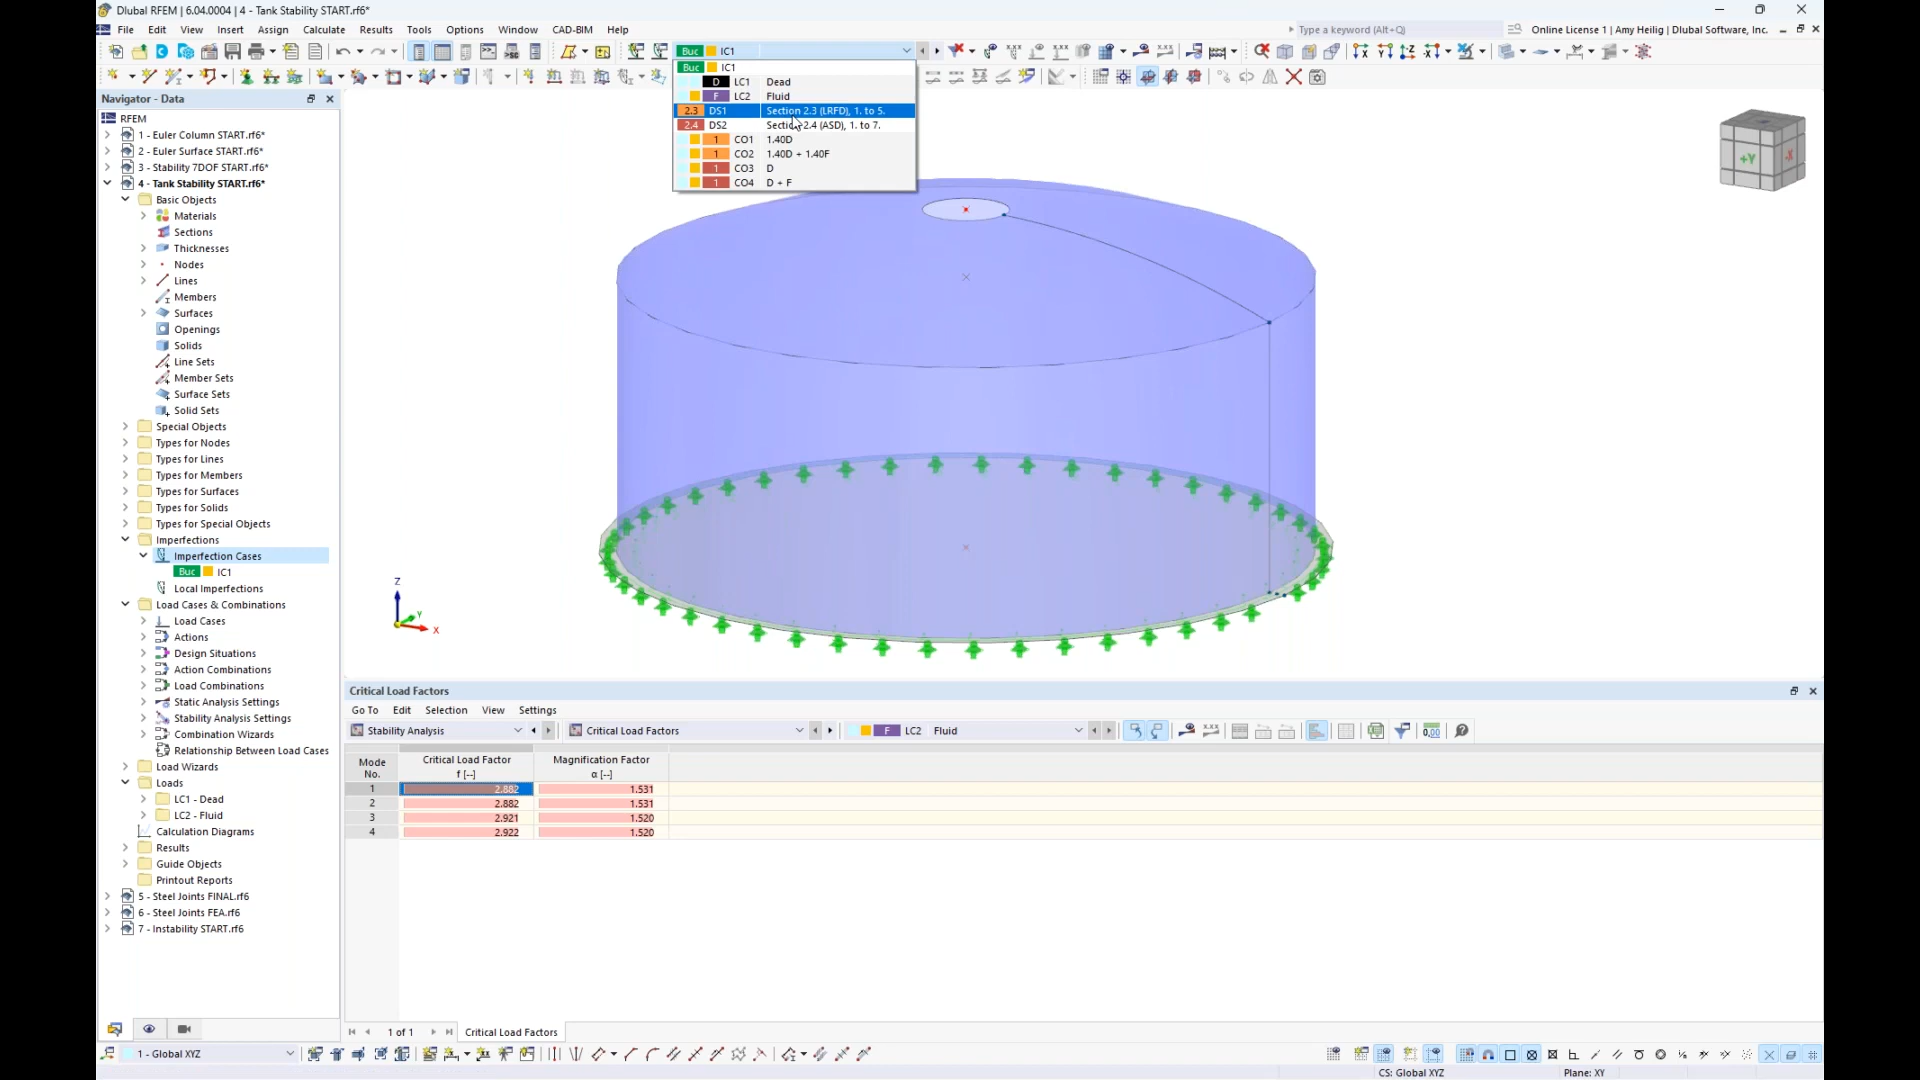 Dlubal RFEM | 6.04.0004 | 4 - Tank Stability START.rf6*
File Edit View Insert Assign Calculate Results Tools Options Window CAD-BIM Help
Type a keyword (Alt+Q)
Online License 1 | Amy Heilig | Dlubal Software, Inc.
Buc IC1
Buc IC1
D LC1 Dead
F LC2 Fluid
2.3 DS1 Section 2.3 (LRFD), 1. to 5.
2.4 DS2 Section 2.4 (ASD), 1. to 7.
1 CO1 1.40D
1 CO2 1.40D + 1.40F
1 CO3 D
1 CO4 D + F
Navigator - Data
RFEM
1 - Euler Column START.rf6*
2 - Euler Surface START.rf6*
3 - Stability 7DOF START.rf6*
4 - Tank Stability START.rf6*
Basic Objects
Materials
Sections
Thicknesses
Nodes
Lines
Members
Surfaces
Openings
Solids
Line Sets
Member Sets
Surface Sets
Solid Sets
Special Objects
Types for Nodes
Types for Lines
Types for Members
Types for Surfaces
Types for Solids
Types for Special Objects
Imperfections
Imperfection Cases
Buc IC1
Local Imperfections
Load Cases & Combinations
Load Cases
Actions
Design Situations
Action Combinations
Load Combinations
Static Analysis Settings
Stability Analysis Settings
Combination Wizards
Relationship Between Load Cases
Load Wizards
Loads
LC1 - Dead
LC2 - Fluid
Calculation Diagrams
Results
Guide Objects
Printout Reports
5 - Steel Joints FINAL.rf6
6 - Steel Joints FEA.rf6
7 - Instability START.rf6
+Y -X
Z
Y
X
Critical Load Factors
Go To Edit Selection View Settings
Stability Analysis Critical Load Factors F LC2 Fluid 0,00
Mode No. Critical Load Factor f [--] Magnification Factor α [--]
1 2.882 1.531
2 2.882 1.531
3 2.921 1.520
4 2.922 1.520
1 of 1 Critical Load Factors
1 - Global XYZ
CS: Global XYZ Plane: XY